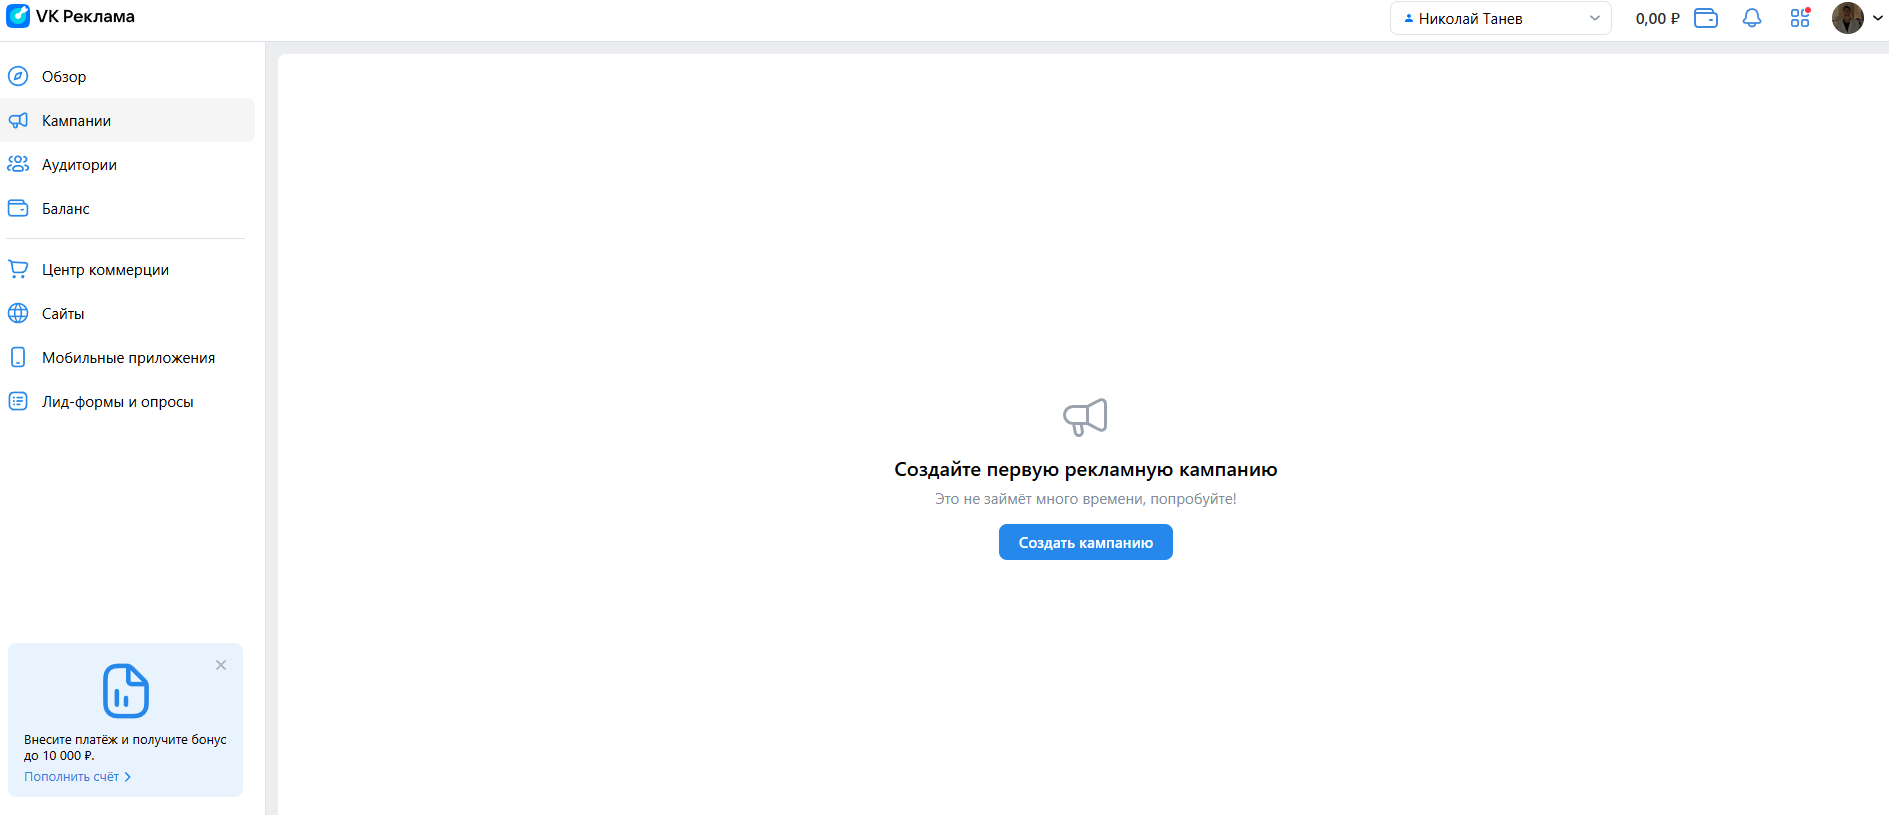 VK Реклама
Николай Танев
0,00 ₽
Обзор
Кампании
Аудитории
Баланс
Центр коммерции
Сайты
Мобильные приложения
Лид-формы и опросы
Создайте первую рекламную кампанию
Это не займёт много времени, попробуйте!
Создать кампанию
Внесите платёж и получите бонус
до 10 000 ₽.
Пополнить счёт